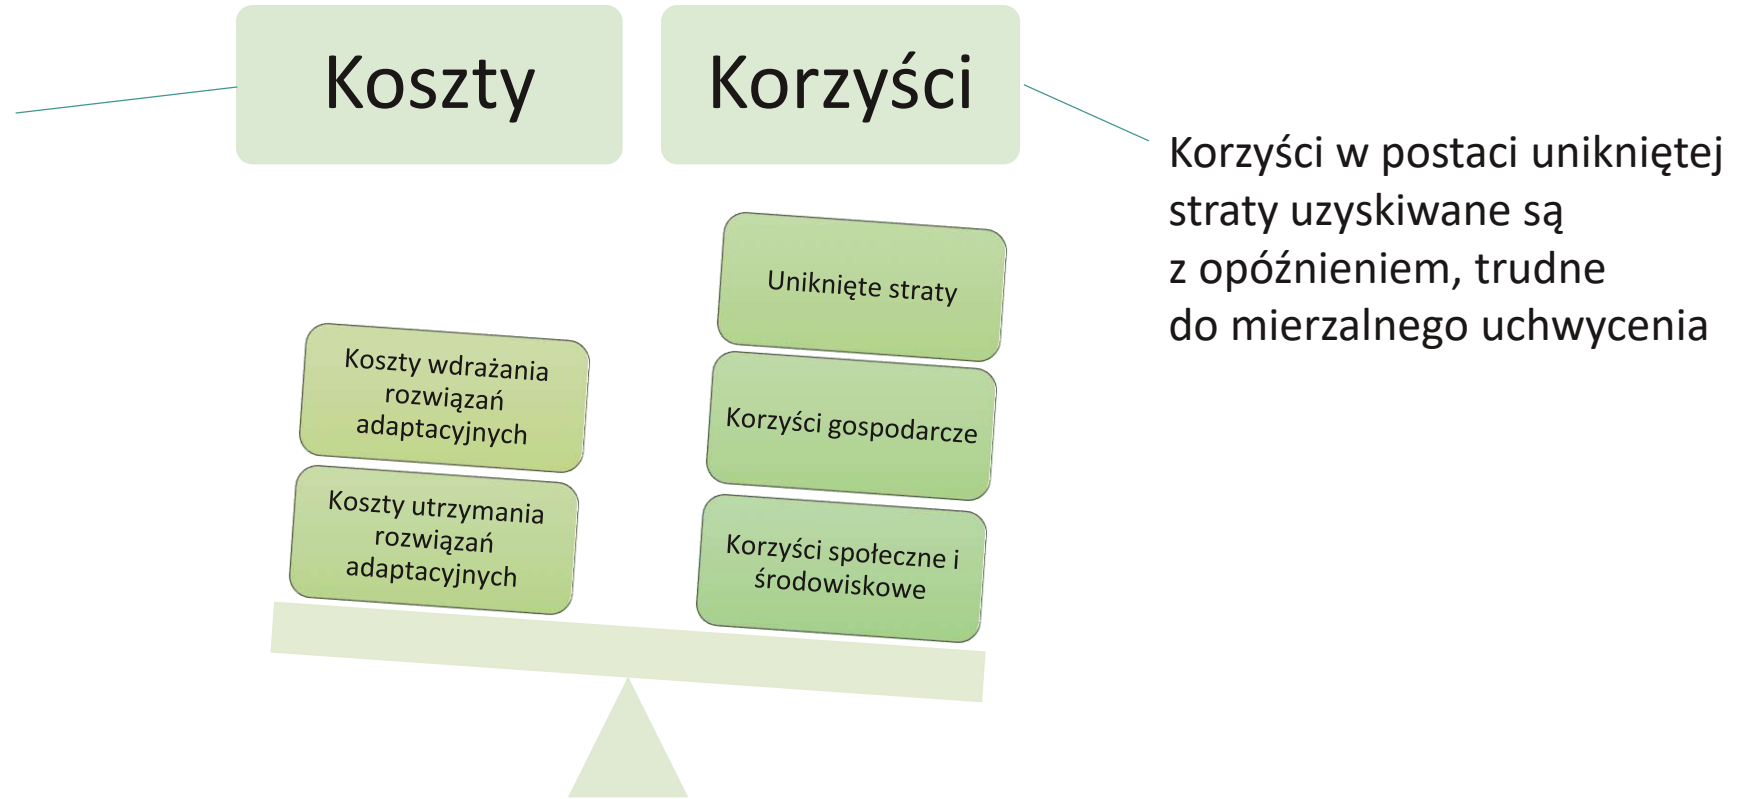 Koszty
Korzyści
Korzyści w postaci unikniętej
straty uzyskiwane są
z opóźnieniem, trudne
do mierzalnego uchwycenia
Koszty wdrażania
rozwiązań
adaptacyjnych
Koszty utrzymania
rozwiązań
adaptacyjnych
Uniknięte straty
Korzyści gospodarcze
Korzyści społeczne i
środowiskowe